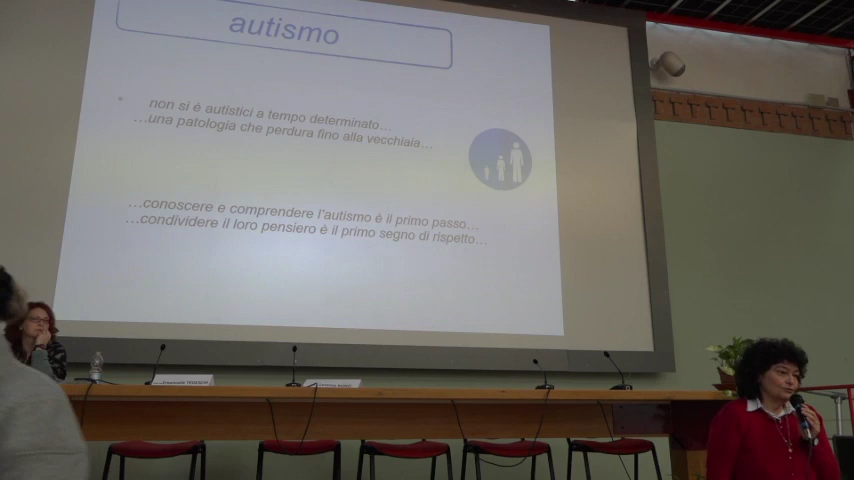 autismo
non si è autistici a tempo determinato...
...una patologia che perdura fino alla vecchiaia...
...conoscere e comprendere l'autismo è il primo passo...
...condividere il loro pensiero è il primo segno di rispetto...
TEDESCHI